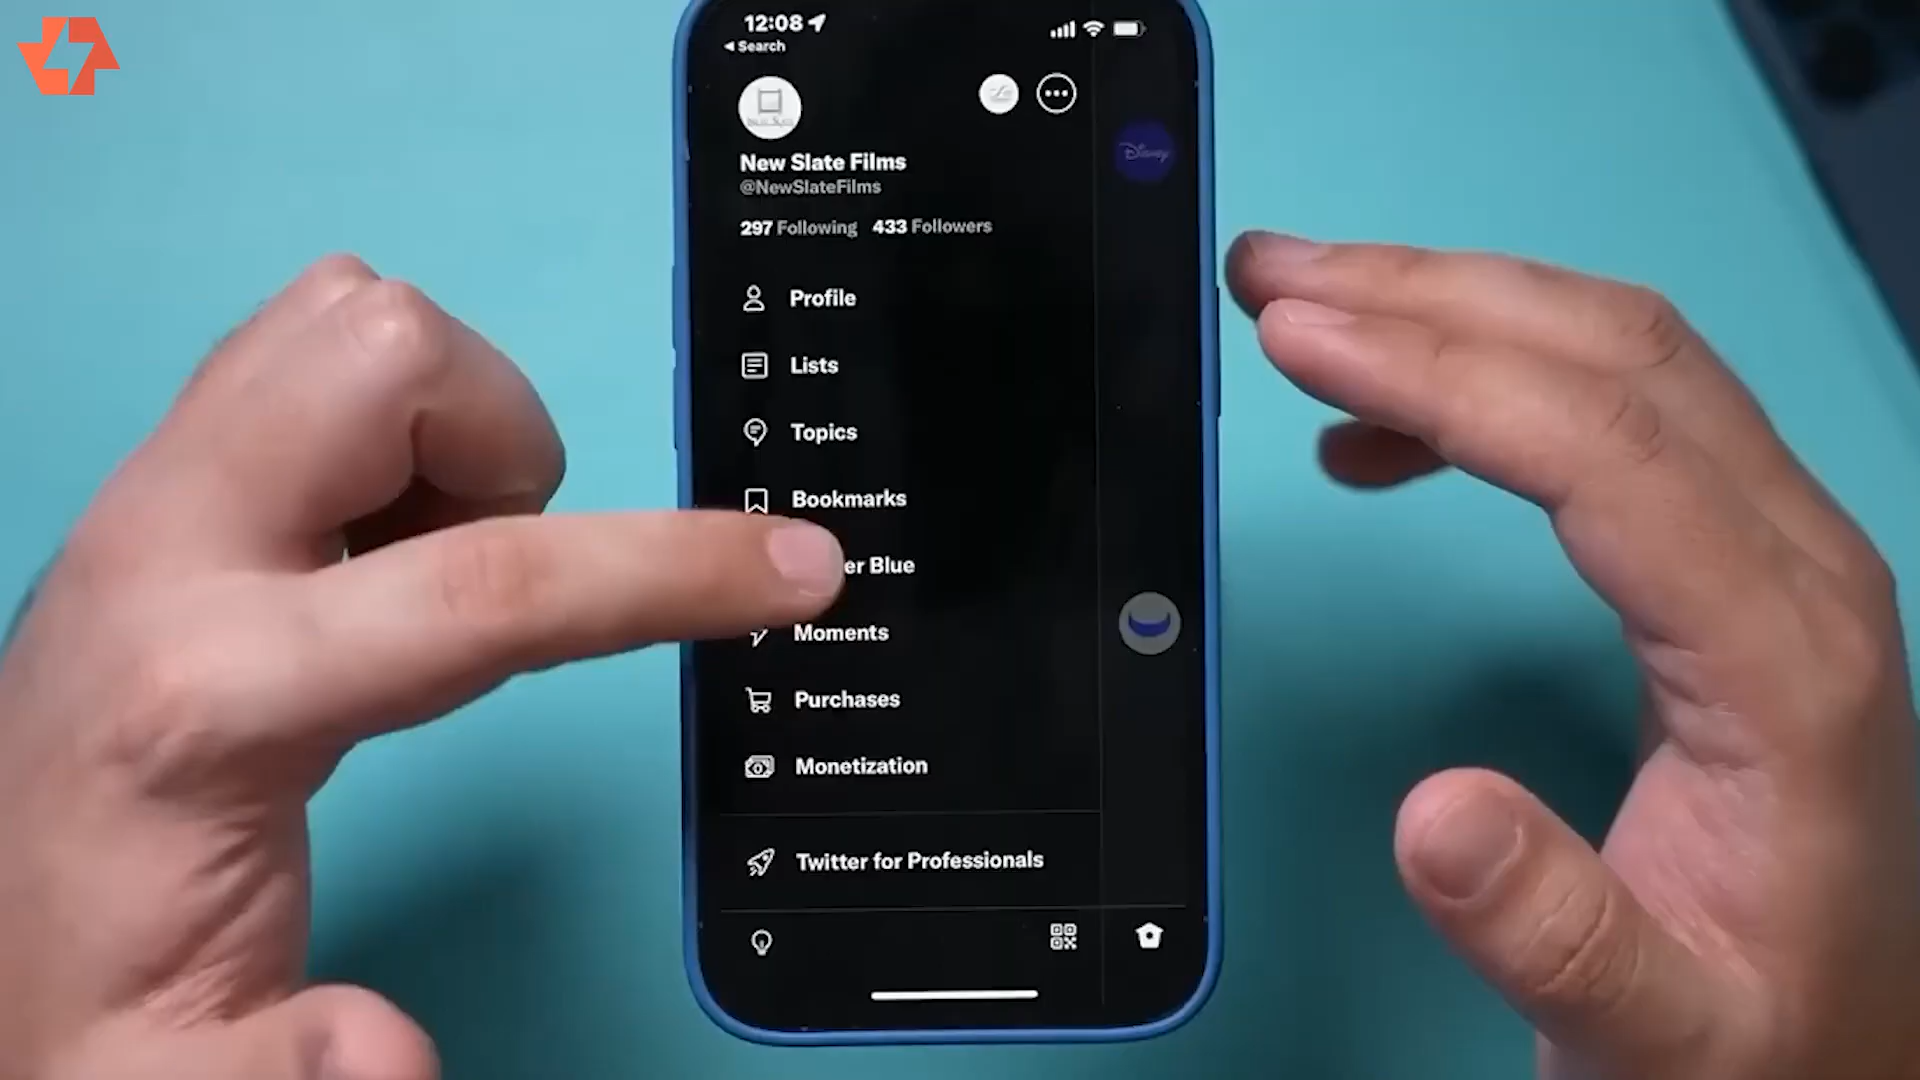 12:08
Search
New Slate Films
@NewSlateFilms
297 Following 433 Followers
Disney
Profile
Lists
Topics
Bookmarks
er Blue
Moments
Purchases
Monetization
Twitter for Professionals